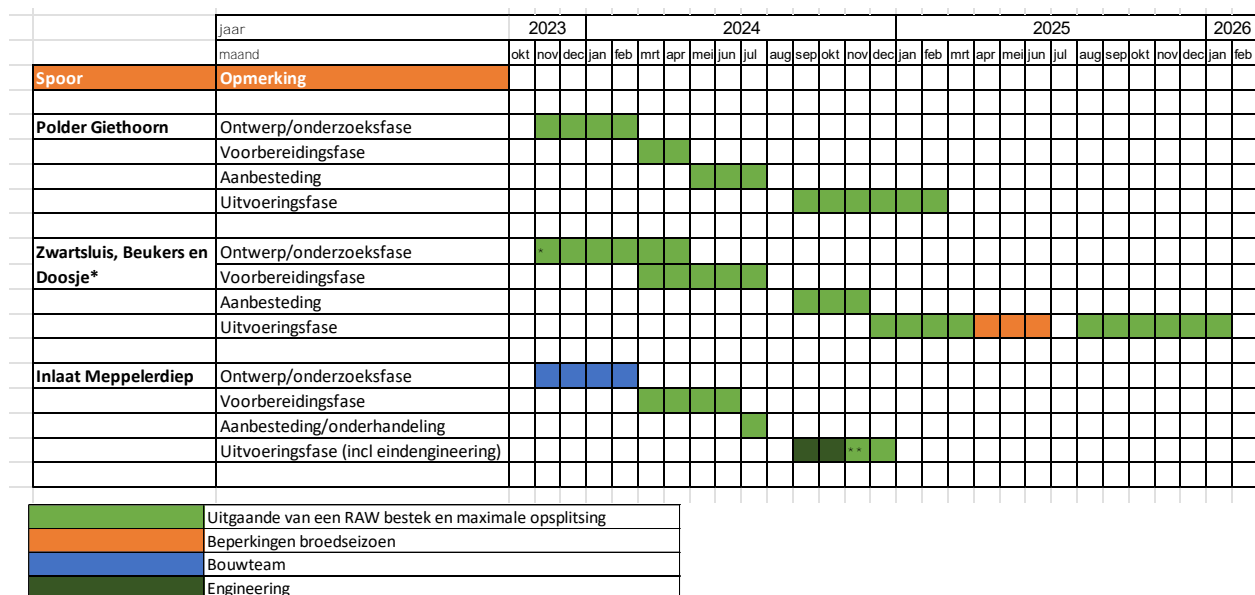 jaar 2023 2024 2025 2026
maand okt nov dec jan feb mrt apr mei jun jul aug sep okt nov dec jan feb mrt apr mei jun jul aug sep okt nov dec jan feb
Spoor Opmerking
Polder Giethoorn Ontwerp/onderzoeksfase
Voorbereidingsfase
Aanbesteding
Uitvoeringsfase
Zwartsluis, Beukers en Ontwerp/onderzoeksfase *
Doosje* Voorbereidingsfase
Aanbesteding
Uitvoeringsfase
Inlaat Meppelerdiep Ontwerp/onderzoeksfase
Voorbereidingsfase
Aanbesteding/onderhandeling
Uitvoeringsfase (incl eindengineering) **
Uitgaande van een RAW bestek en maximale opsplitsing
Beperkingen broedseizoen
Bouwteam
Engineering